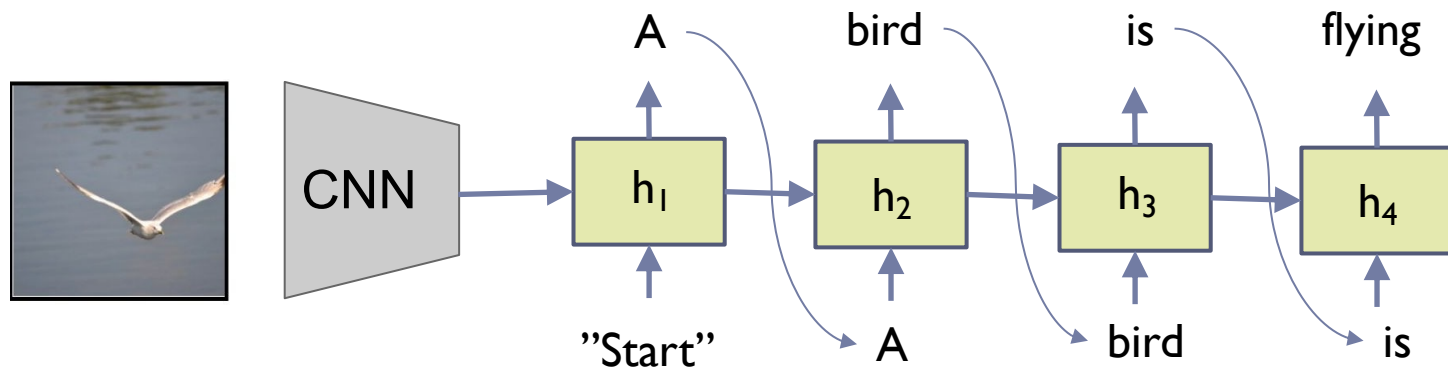 A bird is flying
CNN h₁ h₂ h₃ h₄
”Start” A bird is